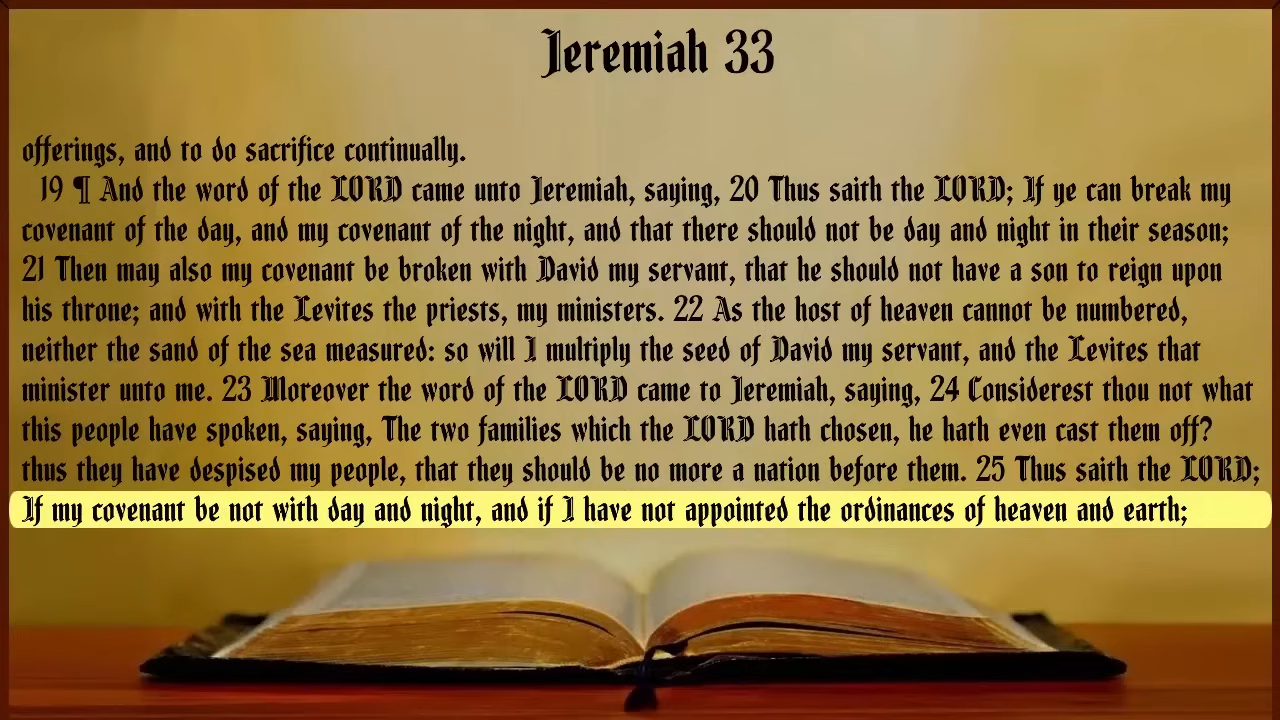 Jeremiah 33
offerings, and to do sacrifice continually.
19 ¶ And the word of the LORD came unto Jeremiah, saying, 20 Thus saith the LORD; If ye can break my
covenant of the day, and my covenant of the night, and that there should not be day and night in their season;
21 Then may also my covenant be broken with David my servant, that he should not have a son to reign upon
his throne; and with the Levites the priests, my ministers. 22 As the host of heaven cannot be numbered,
neither the sand of the sea measured: so will I multiply the seed of David my servant, and the Levites that
minister unto me. 23 Moreover the word of the LORD came to Jeremiah, saying, 24 Considerest thou not what
this people have spoken, saying, The two families which the LORD hath chosen, he hath even cast them off?
thus they have despised my people, that they should be no more a nation before them. 25 Thus saith the LORD;
If my covenant be not with day and night, and if I have not appointed the ordinances of heaven and earth;